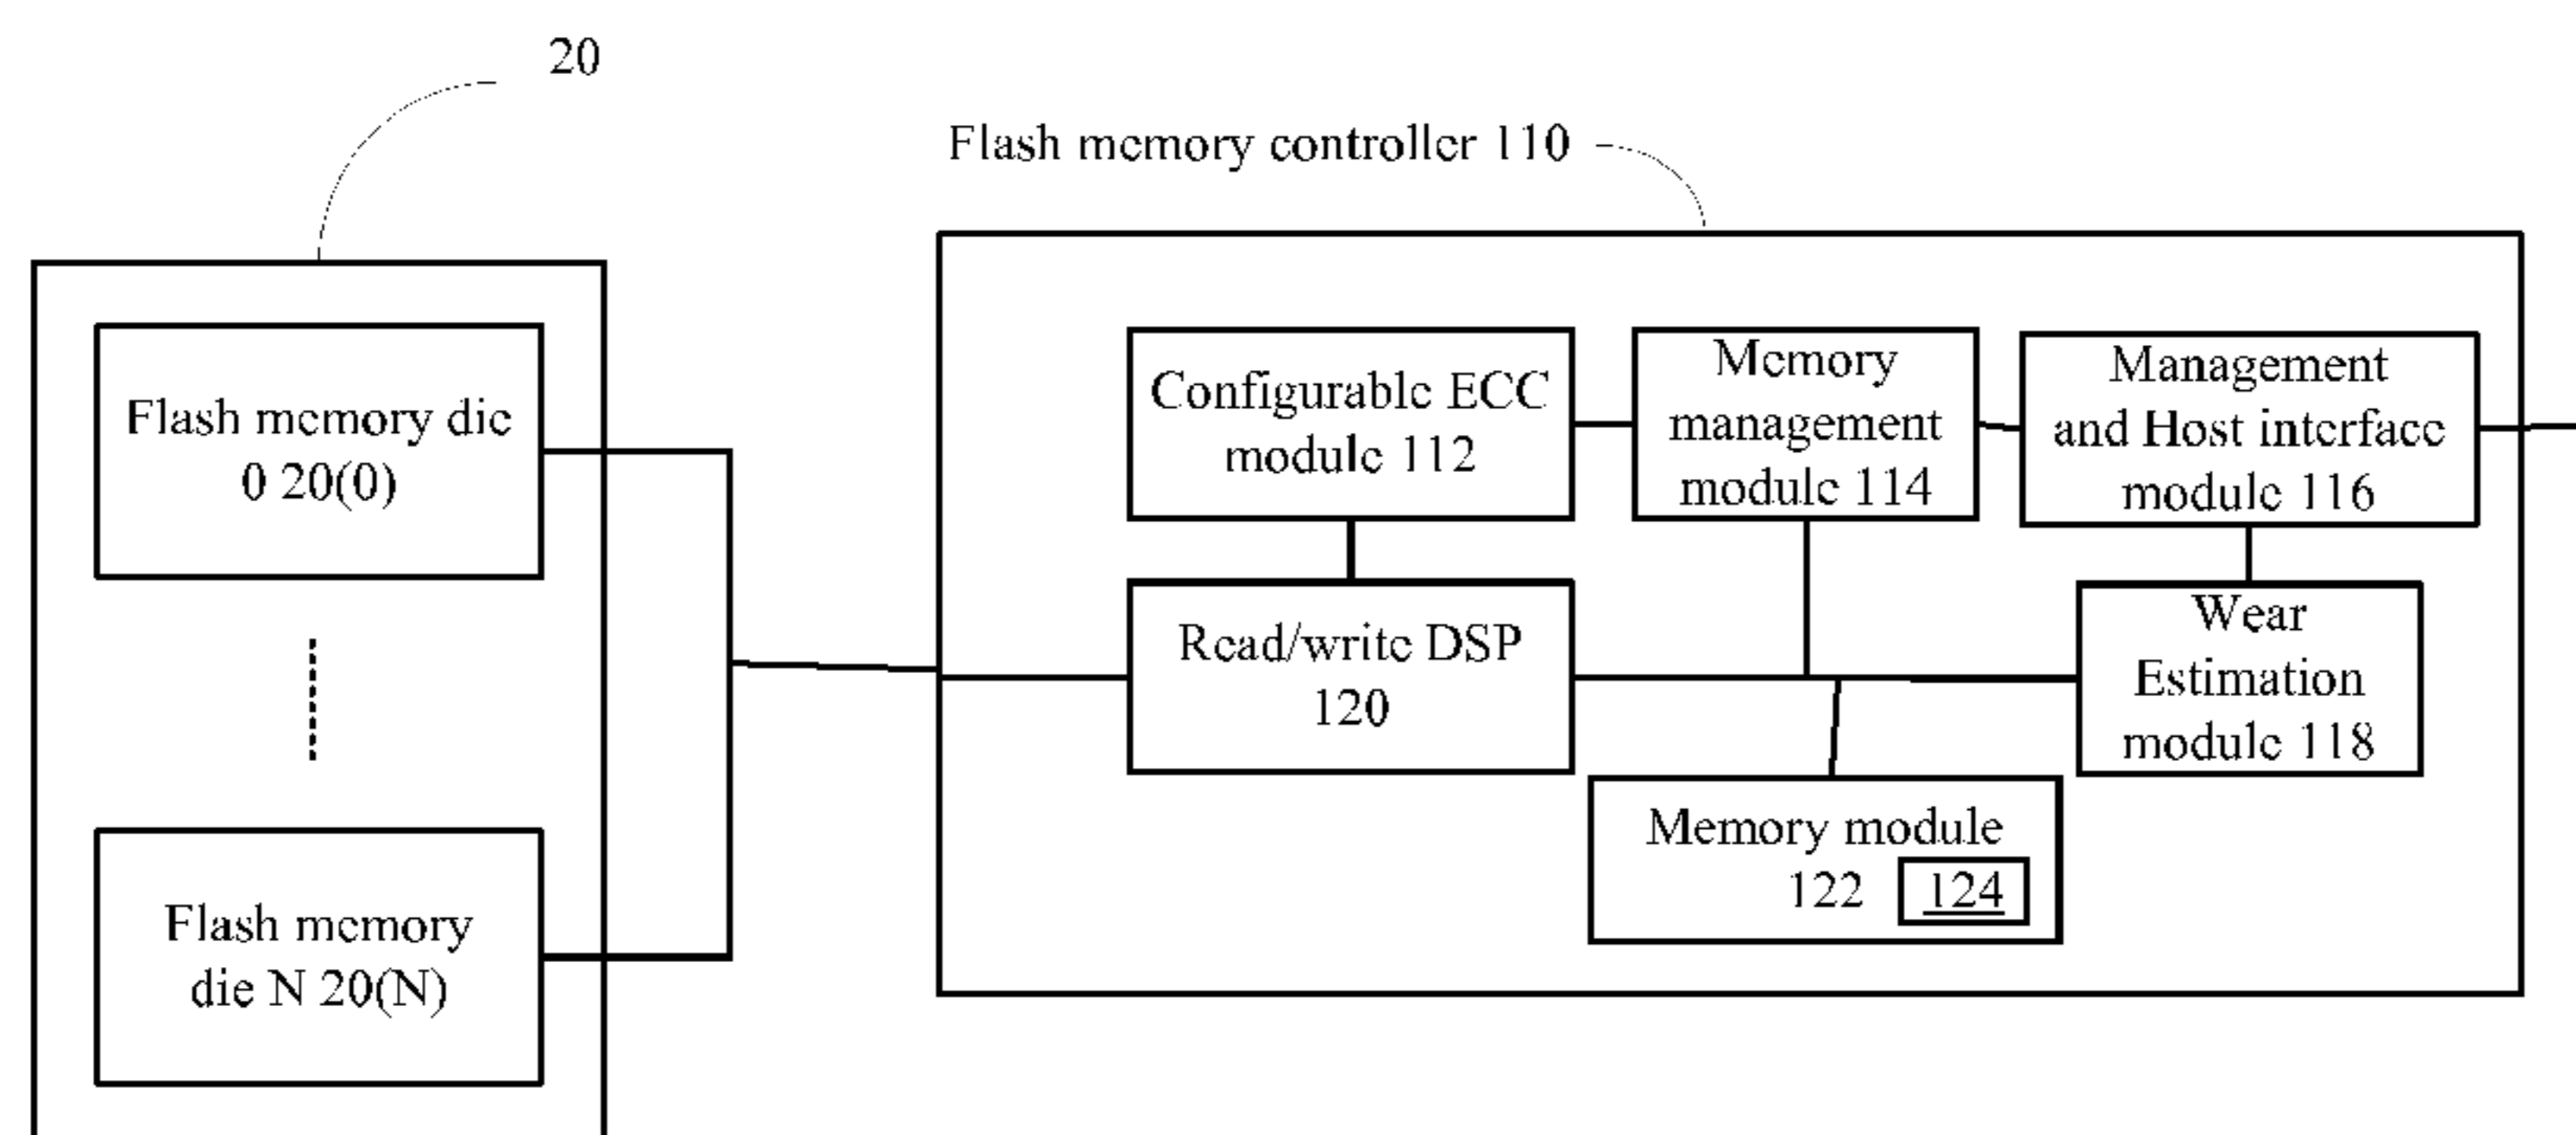 20
Flash memory controller 110
Flash memory die
0 20(0)
Flash memory
die N 20(N)
Configurable ECC
module 112
Memory
management
module 114
Management
and Host interface
module 116
Read/write DSP
120
Wear
Estimation
module 118
Memory module
122
124